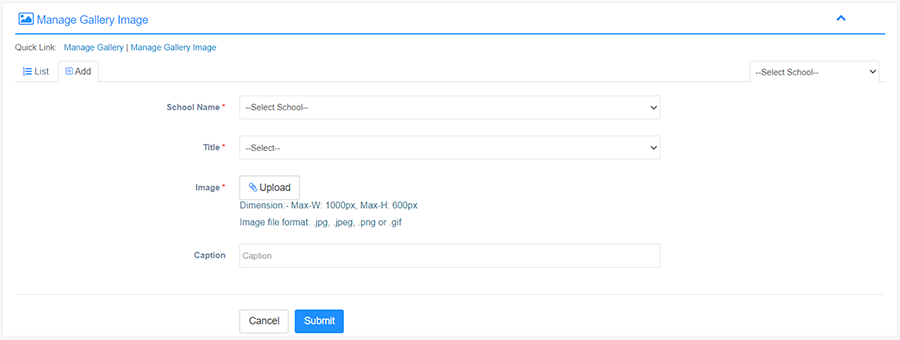 Manage Gallery Image
Quick Link: Manage Gallery | Manage Gallery Image
List Add --Select School--
School Name * --Select School--
Title * --Select--
Image * Upload
Dimension:- Max-W: 1000px, Max-H: 600px
Image file format: .jpg, .jpeg, .png or .gif
Caption Caption
Cancel Submit